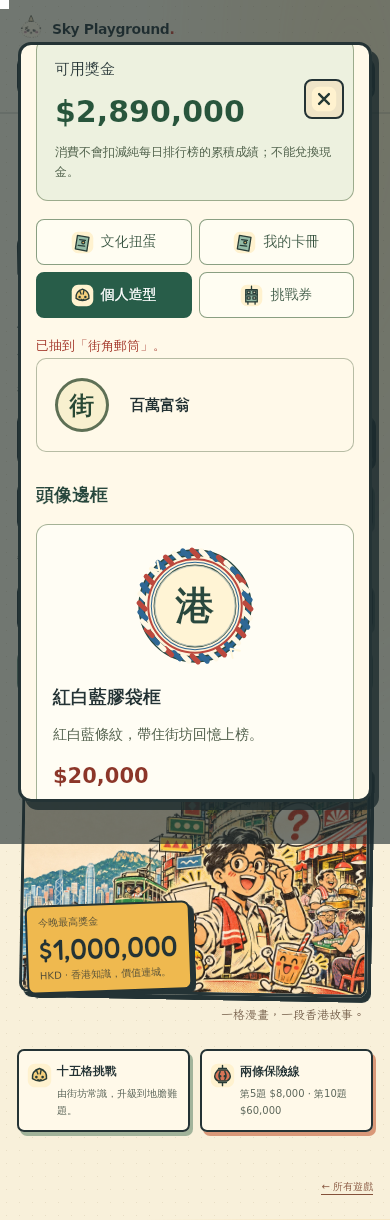 Sky Playground.
可用獎金
$2,890,000
消費不會扣減純每日排行榜的累積成績；不能兌換現
金。
文化扭蛋
我的卡冊
個人造型
挑戰券
已抽到「街角郵筒」。
街
百萬富翁
頭像邊框
港
紅白藍膠袋框
紅白藍條紋，帶住街坊回憶上榜。
$20,000
?
今晚最高獎金
$1,000,000
HKD · 香港知識，價值連城。
一格漫畫，一段香港故事。
十五格挑戰
由街坊常識，升級到地膽難
題。
兩條保險線
第5題 $8,000 · 第10題
$60,000
← 所有遊戲